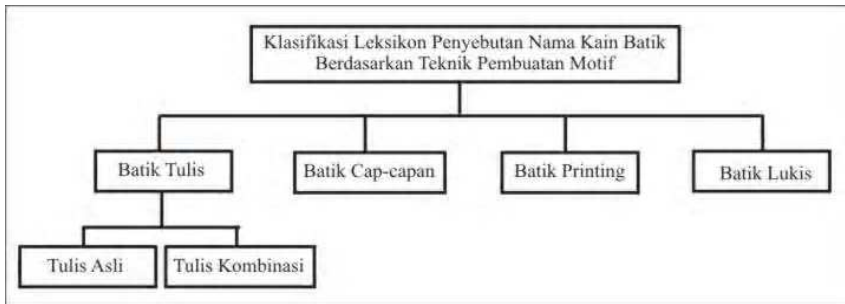 Klasifikasi Leksikon Penyebutan Nama Kain Batik
Berdasarkan Teknik Pembuatan Motif
Batik Tulis
Batik Cap-capan
Batik Printing
Batik Lukis
Tulis Asli
Tulis Kombinasi